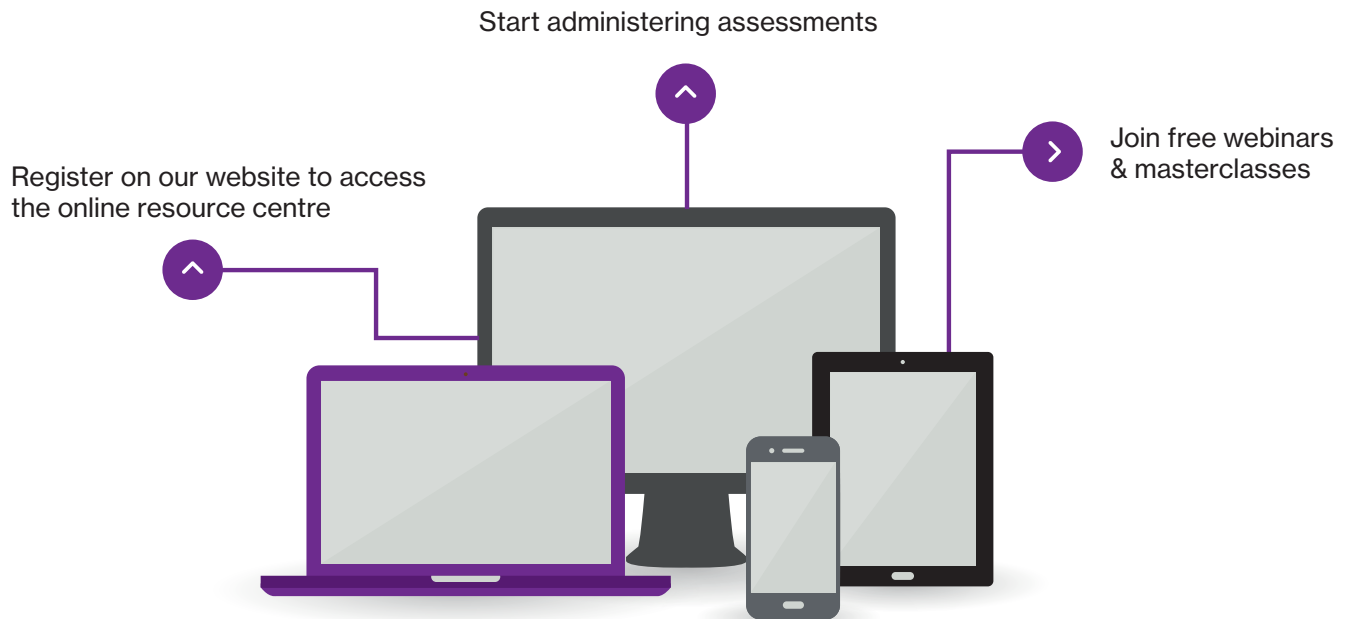 Start administering assessments
Join free webinars
& masterclasses
Register on our website to access
the online resource centre